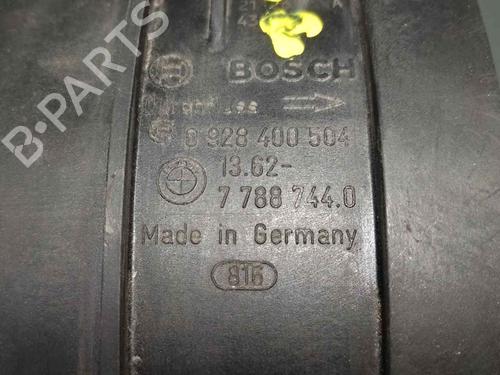 BOSCH
0 928 400 504
13.62-
7 788 744.0
Made in Germany
816
B-PARTS